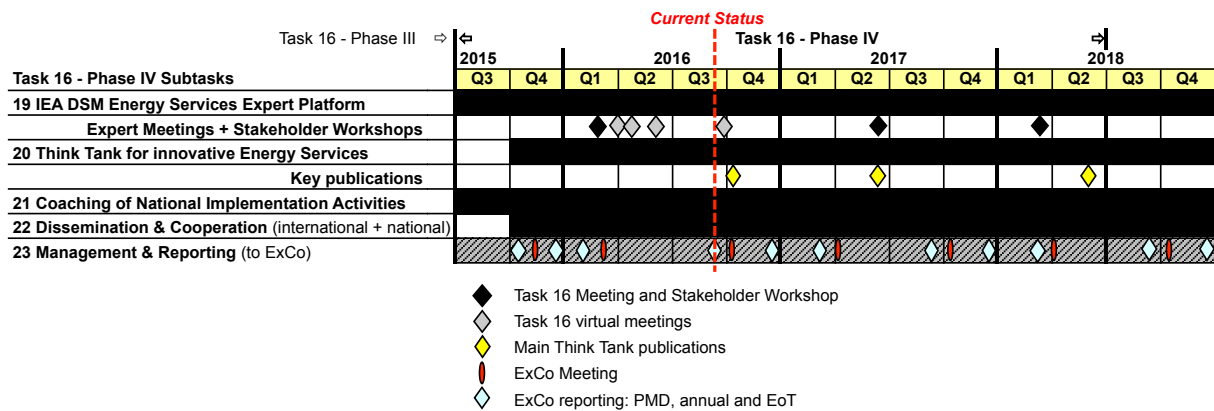 Current Status
Task 16 - Phase III ⇨ ⇦ Task 16 - Phase IV ⇨
2015 2016 2017 2018
Task 16 - Phase IV Subtasks Q3 Q4 Q1 Q2 Q3 Q4 Q1 Q2 Q3 Q4 Q1 Q2 Q3 Q4
19 IEA DSM Energy Services Expert Platform
Expert Meetings + Stakeholder Workshops
20 Think Tank for innovative Energy Services
Key publications
21 Coaching of National Implementation Activities
22 Dissemination & Cooperation (international + national)
23 Management & Reporting (to ExCo)
Task 16 Meeting and Stakeholder Workshop
Task 16 virtual meetings
Main Think Tank publications
ExCo Meeting
ExCo reporting: PMD, annual and EoT